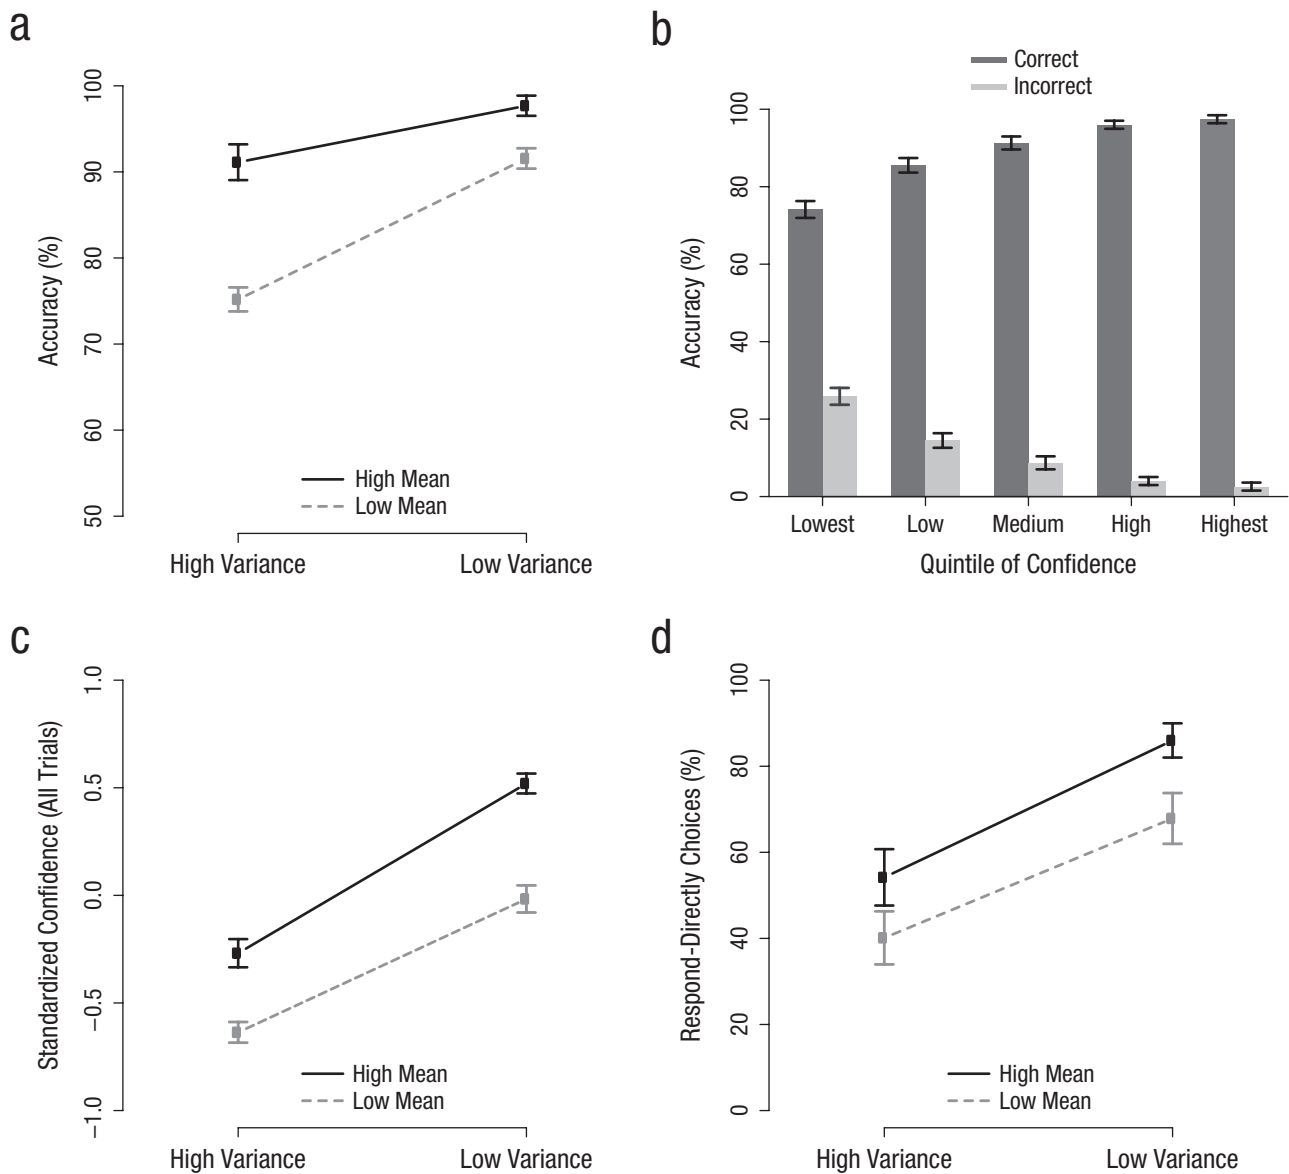 a
Accuracy (%)
100
90
80
70
60
50
High Mean
Low Mean
High Variance
Low Variance
b
Correct
Incorrect
Accuracy (%)
100
80
60
40
20
0
Lowest
Low
Medium
High
Highest
Quintile of Confidence
c
Standardized Confidence (All Trials)
1.0
0.5
0.0
−0.5
−1.0
High Mean
Low Mean
High Variance
Low Variance
d
Respond-Directly Choices (%)
100
80
60
40
20
0
High Mean
Low Mean
High Variance
Low Variance